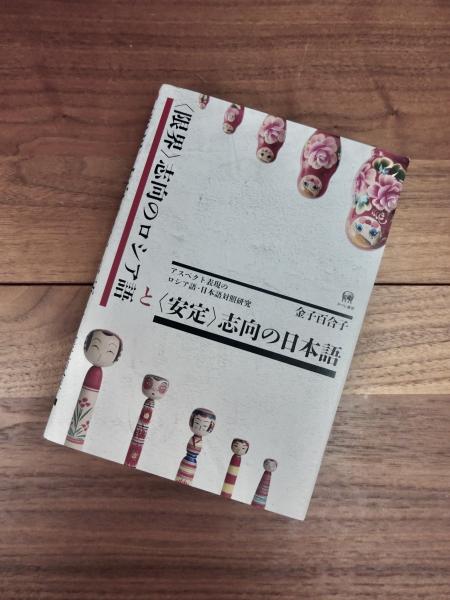 〈限界〉志向のロシア語
と
〈安定〉志向の日本語
アスペクト表現の
ロシア語・日本語対照研究
金子百合子